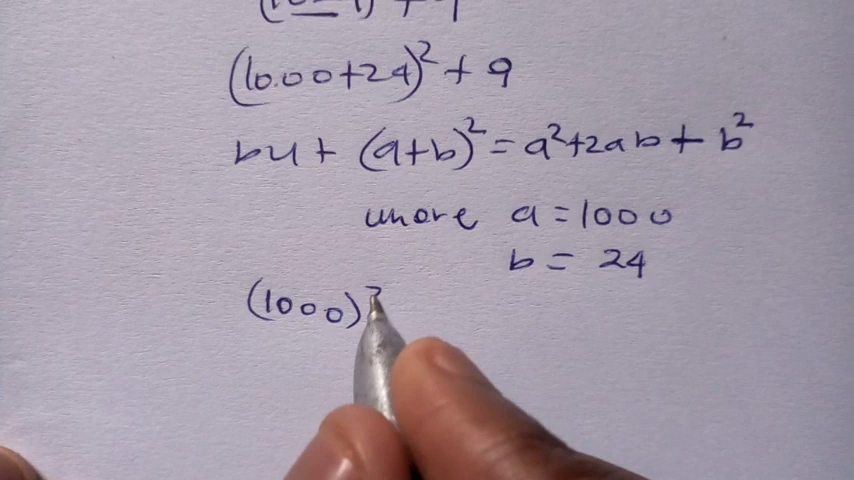 (1000+24)² + 9
but (a+b)² = a²+2ab + b²
where a = 1000
b = 24
(1000)²